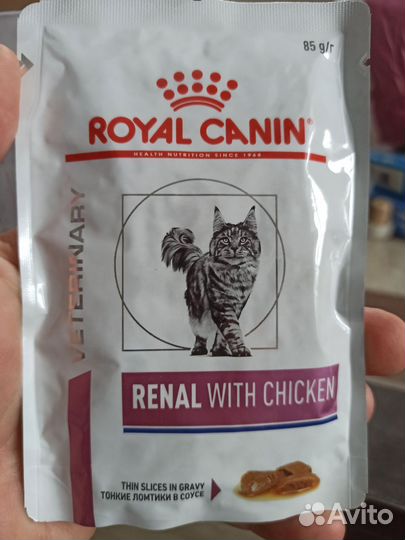 85 g/г
ROYAL CANIN®
HEALTH NUTRITION SINCE 1968
VETERINARY
RENAL WITH CHICKEN
THIN SLICES IN GRAVY
ТОНКИЕ ЛОМТИКИ В СОУСЕ
Avito